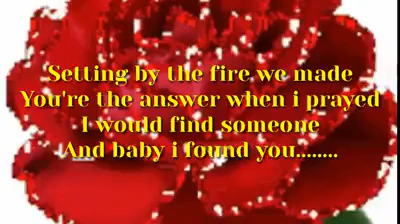 Setting by the fire we made
You're the answer when i prayed
I would find someone
And baby i found you........